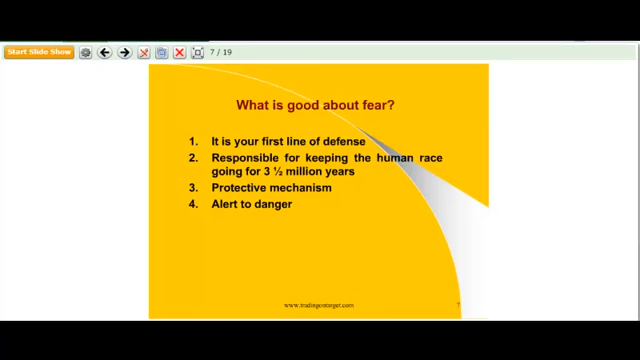 Start Slide Show
7 / 19
What is good about fear?
1. It is your first line of defense
2. Responsible for keeping the human race
going for 3 ½ million years
3. Protective mechanism
4. Alert to danger
www.tradingontarget.com
7